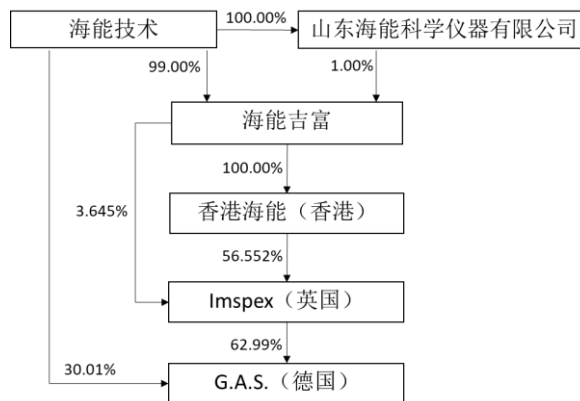 海能技术
100.00%
山东海能科学仪器有限公司
99.00%
1.00%
海能吉富
100.00%
3.645%
香港海能（香港）
56.552%
Imspex（英国）
62.99%
30.01%
G.A.S.（德国）